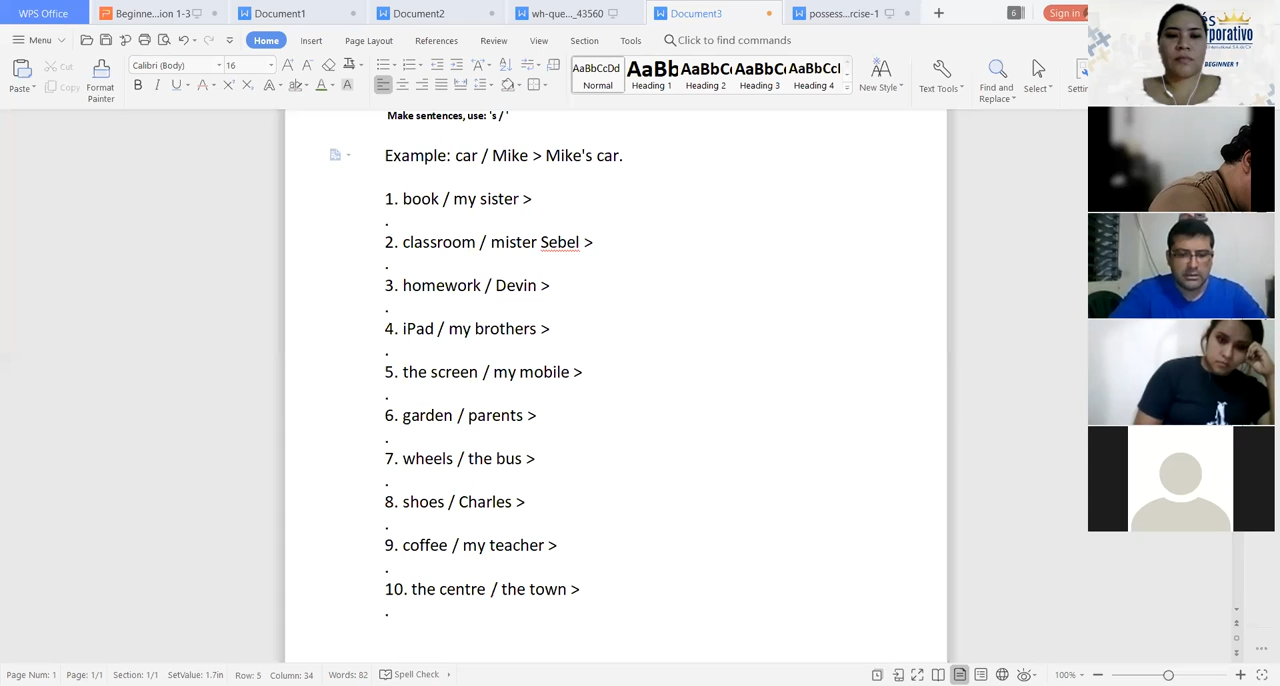 WPS Office
Beginne...ion 1-3
Document1
Document2
wh-que..._43560
Document3
possess...rcise-1
6
Sign in
Menu
Home
Insert
Page Layout
References
Review
View
Section
Tools
Click to find commands
Paste
Cut
Copy
Format Painter
Calibri (Body)
16
AaBbCcDd
Normal
AaBb
Heading 1
AaBbC
Heading 2
AaBbC
Heading 3
AaBbCcI
Heading 4
New Style
Text Tools
Find and Replace
Select
Settin
és
rporativo
BEGINNER 1
Make sentences, use: 's / '
Example: car / Mike > Mike's car.
1. book / my sister >
.
2. classroom / mister Sebel >
.
3. homework / Devin >
.
4. iPad / my brothers >
.
5. the screen / my mobile >
.
6. garden / parents >
.
7. wheels / the bus >
.
8. shoes / Charles >
.
9. coffee / my teacher >
.
10. the centre / the town >
.
Page Num: 1 Page: 1/1 Section: 1/1 SetValue: 1.7in Row: 5 Column: 34 Words: 82 Spell Check 100%